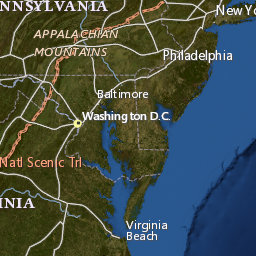 NNSYLVANIA
New Yo
APPALACHIAN
MOUNTAINS
Philadelphia
Baltimore
Washington D.C.
Natl Scenic Trl
INIA
Virginia
Beach